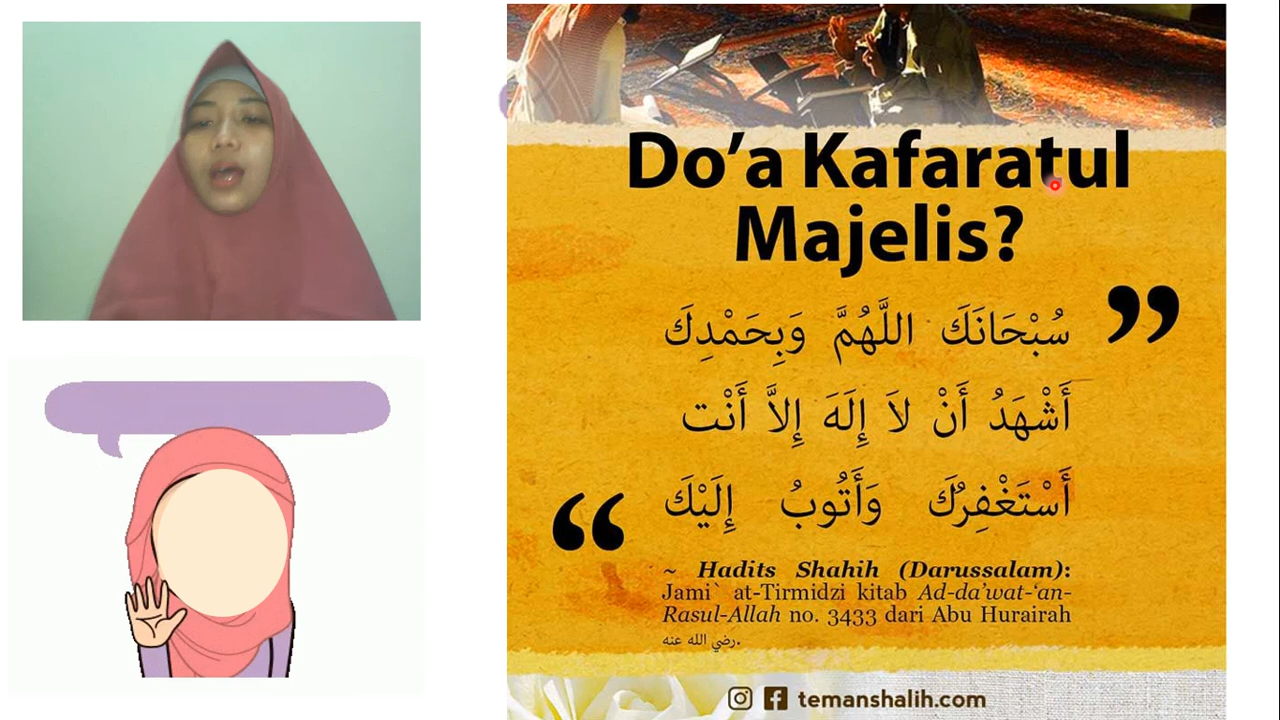 Do’a Kafaratul
Majelis?
سُبْحَانَكَ اللَّهُمَّ وَبِحَمْدِكَ
أَشْهَدُ أَنْ لاَ إِلَهَ إِلاَّ أَنْت
أَسْتَغْفِرُكَ وَأَتُوبُ إِلَيْكَ
~ Hadits Shahih (Darussalam):
Jami` at-Tirmidzi kitab Ad-da’wat-‘an-
Rasul-Allah no. 3433 dari Abu Hurairah
رضي الله عنه.
temanshalih.com